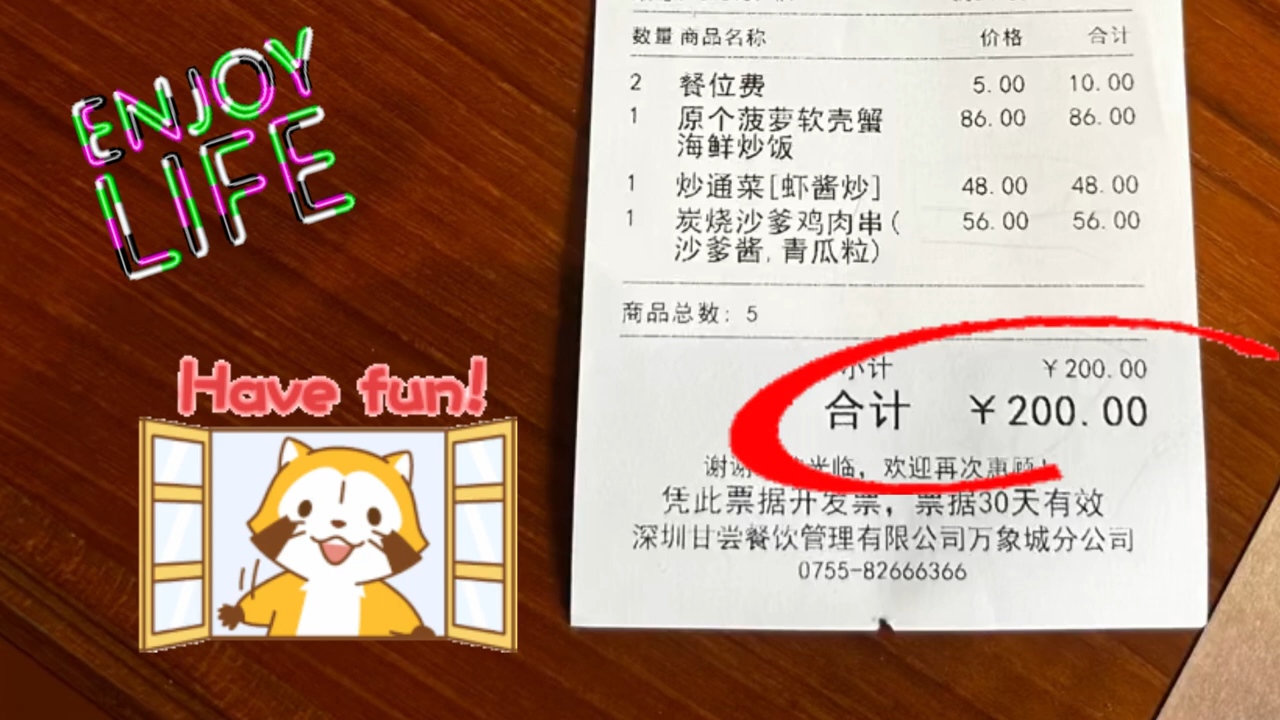 ENJOY
LIFE
Have fun!
数量 商品名称 价格 合计
2 餐位费 5.00 10.00
1 原个菠萝软壳蟹 86.00 86.00
海鲜炒饭
1 炒通菜[虾酱炒] 48.00 48.00
1 炭烧沙爹鸡肉串( 56.00 56.00
沙爹酱,青瓜粒)
商品总数: 5
小计 ¥200.00
合计 ¥200.00
谢谢 光临, 欢迎再次惠顾!
凭此票据开发票, 票据30天有效
深圳甘尝餐饮管理有限公司万象城分公司
0755-82666366